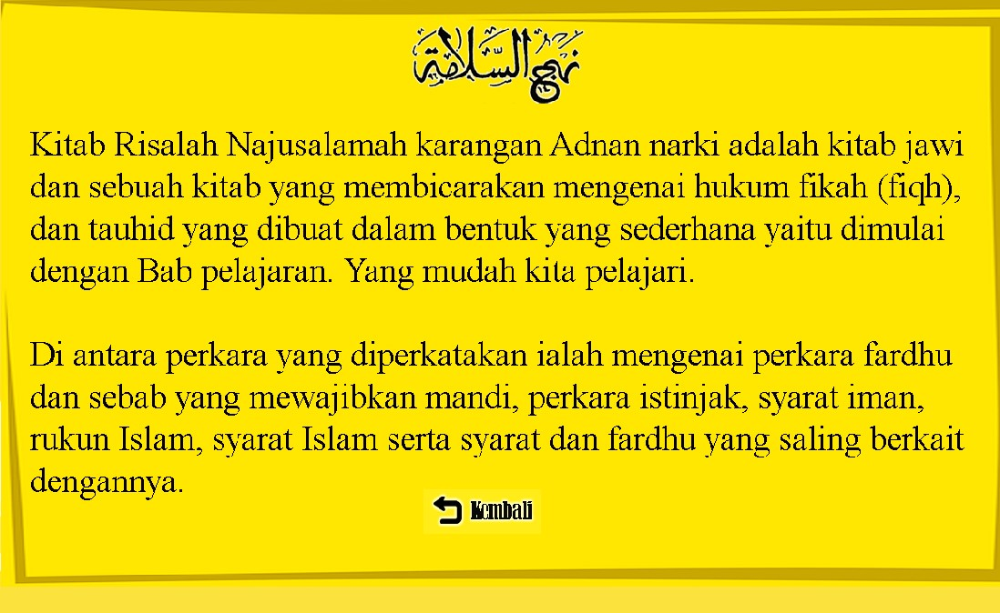 نهج السلامة
Kitab Risalah Najusalamah karangan Adnan narki adalah kitab jawi
dan sebuah kitab yang membicarakan mengenai hukum fikah (fiqh),
dan tauhid yang dibuat dalam bentuk yang sederhana yaitu dimulai
dengan Bab pelajaran. Yang mudah kita pelajari.
Di antara perkara yang diperkatakan ialah mengenai perkara fardhu
dan sebab yang mewajibkan mandi, perkara istinjak, syarat iman,
rukun Islam, syarat Islam serta syarat dan fardhu yang saling berkait
dengannya.
Kembali